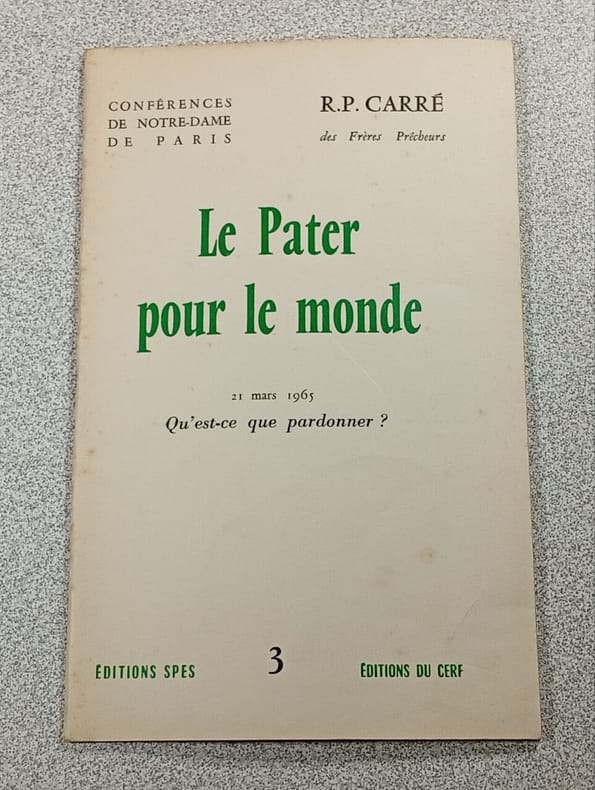 CONFÉRENCES
DE NOTRE-DAME
DE PARIS
R.P. CARRÉ
des Frères Prêcheurs
Le Pater
pour le monde
21 mars 1965
Qu'est-ce que pardonner ?
ÉDITIONS SPES
3
ÉDITIONS DU CERF